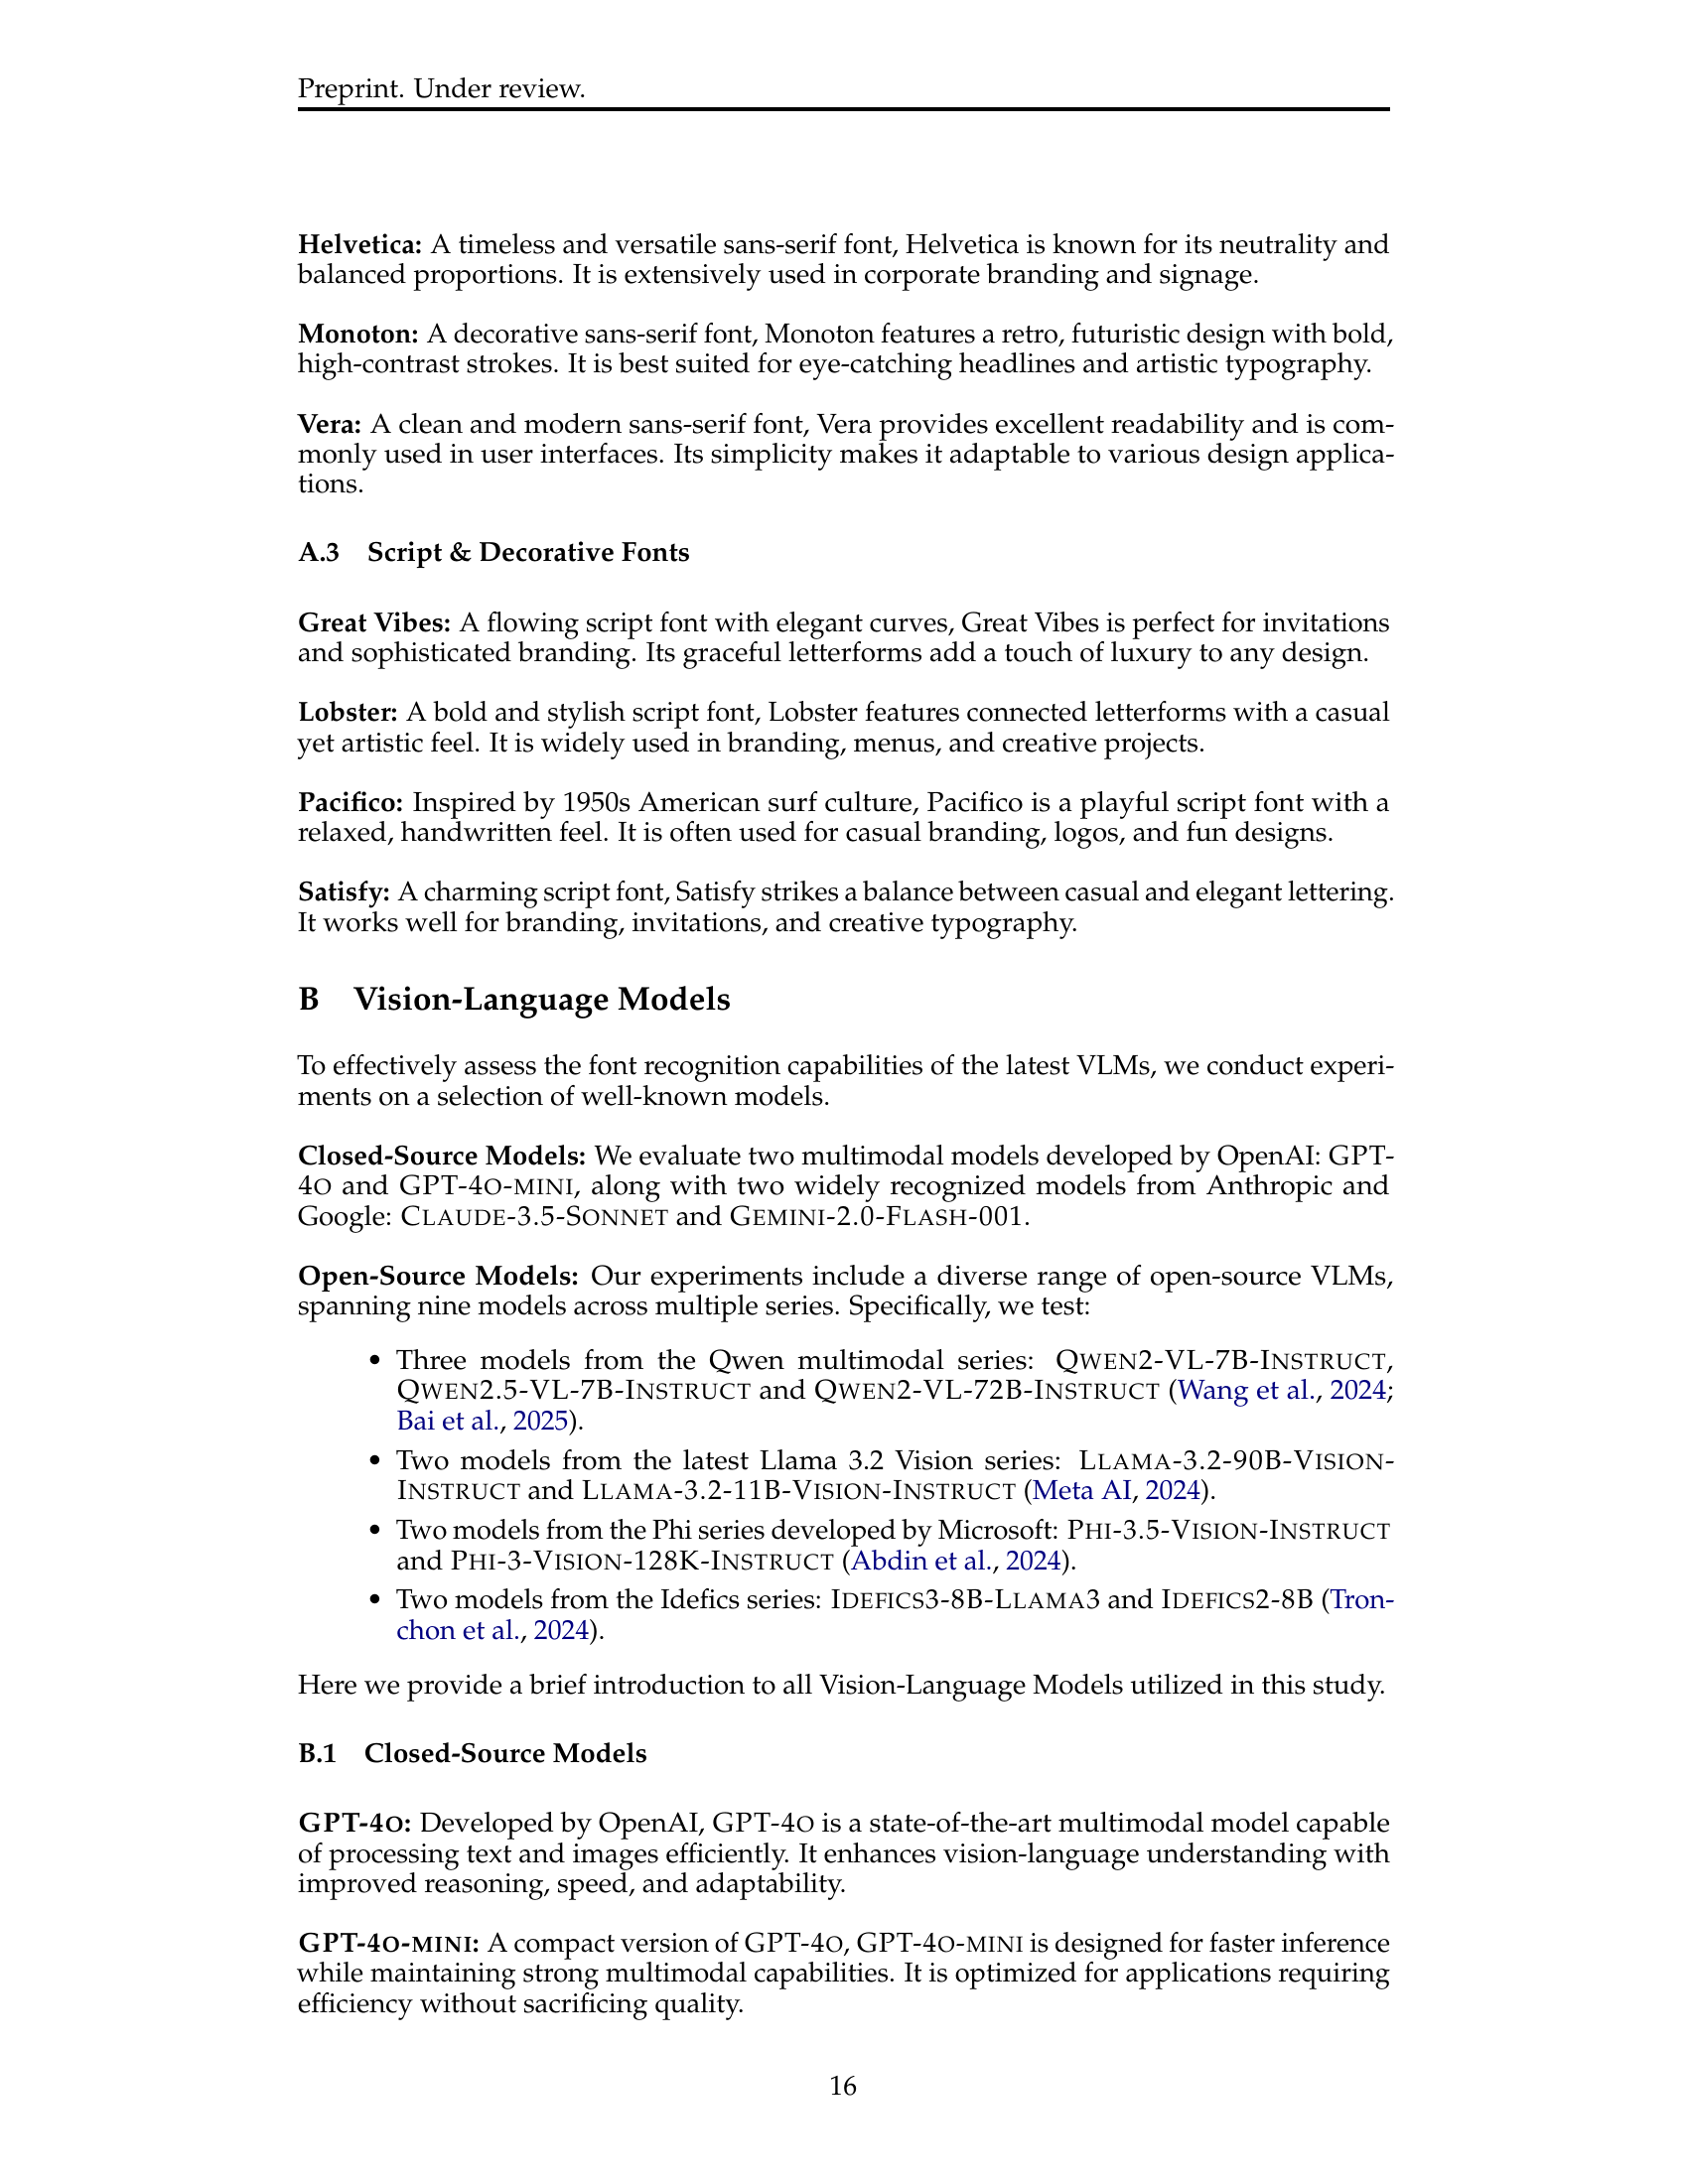 Preprint. Under review.
Helvetica: A timeless and versatile sans-serif font, Helvetica is known for its neutrality and
balanced proportions. It is extensively used in corporate branding and signage.
Monoton: A decorative sans-serif font, Monoton features a retro, futuristic design with bold,
high-contrast strokes. It is best suited for eye-catching headlines and artistic typography.
Vera: A clean and modern sans-serif font, Vera provides excellent readability and is com-
monly used in user interfaces. Its simplicity makes it adaptable to various design applica-
tions.
A.3 Script & Decorative Fonts
Great Vibes: A flowing script font with elegant curves, Great Vibes is perfect for invitations
and sophisticated branding. Its graceful letterforms add a touch of luxury to any design.
Lobster: A bold and stylish script font, Lobster features connected letterforms with a casual
yet artistic feel. It is widely used in branding, menus, and creative projects.
Pacifico: Inspired by 1950s American surf culture, Pacifico is a playful script font with a
relaxed, handwritten feel. It is often used for casual branding, logos, and fun designs.
Satisfy: A charming script font, Satisfy strikes a balance between casual and elegant lettering.
It works well for branding, invitations, and creative typography.
B Vision-Language Models
To effectively assess the font recognition capabilities of the latest VLMs, we conduct experi-
ments on a selection of well-known models.
Closed-Source Models: We evaluate two multimodal models developed by OpenAI: GPT-
4O and GPT-4O-MINI, along with two widely recognized models from Anthropic and
Google: CLAUDE-3.5-SONNET and GEMINI-2.0-FLASH-001.
Open-Source Models: Our experiments include a diverse range of open-source VLMs,
spanning nine models across multiple series. Specifically, we test:
• Three models from the Qwen multimodal series: QWEN2-VL-7B-INSTRUCT,
QWEN2.5-VL-7B-INSTRUCT and QWEN2-VL-72B-INSTRUCT (Wang et al., 2024;
Bai et al., 2025).
• Two models from the latest Llama 3.2 Vision series: LLAMA-3.2-90B-VISION-
INSTRUCT and LLAMA-3.2-11B-VISION-INSTRUCT (Meta AI, 2024).
• Two models from the Phi series developed by Microsoft: PHI-3.5-VISION-INSTRUCT
and PHI-3-VISION-128K-INSTRUCT (Abdin et al., 2024).
• Two models from the Idefics series: IDEFICS3-8B-LLAMA3 and IDEFICS2-8B (Tron-
chon et al., 2024).
Here we provide a brief introduction to all Vision-Language Models utilized in this study.
B.1 Closed-Source Models
GPT-4O: Developed by OpenAI, GPT-4O is a state-of-the-art multimodal model capable
of processing text and images efficiently. It enhances vision-language understanding with
improved reasoning, speed, and adaptability.
GPT-4O-MINI: A compact version of GPT-4O, GPT-4O-MINI is designed for faster inference
while maintaining strong multimodal capabilities. It is optimized for applications requiring
efficiency without sacrificing quality.
16